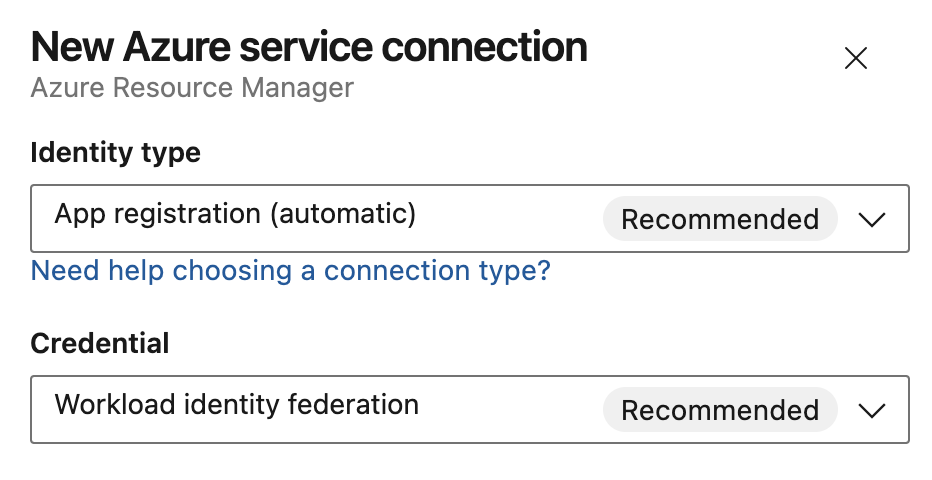 New Azure service connection
Azure Resource Manager
Identity type
App registration (automatic) Recommended
Need help choosing a connection type?
Credential
Workload identity federation Recommended